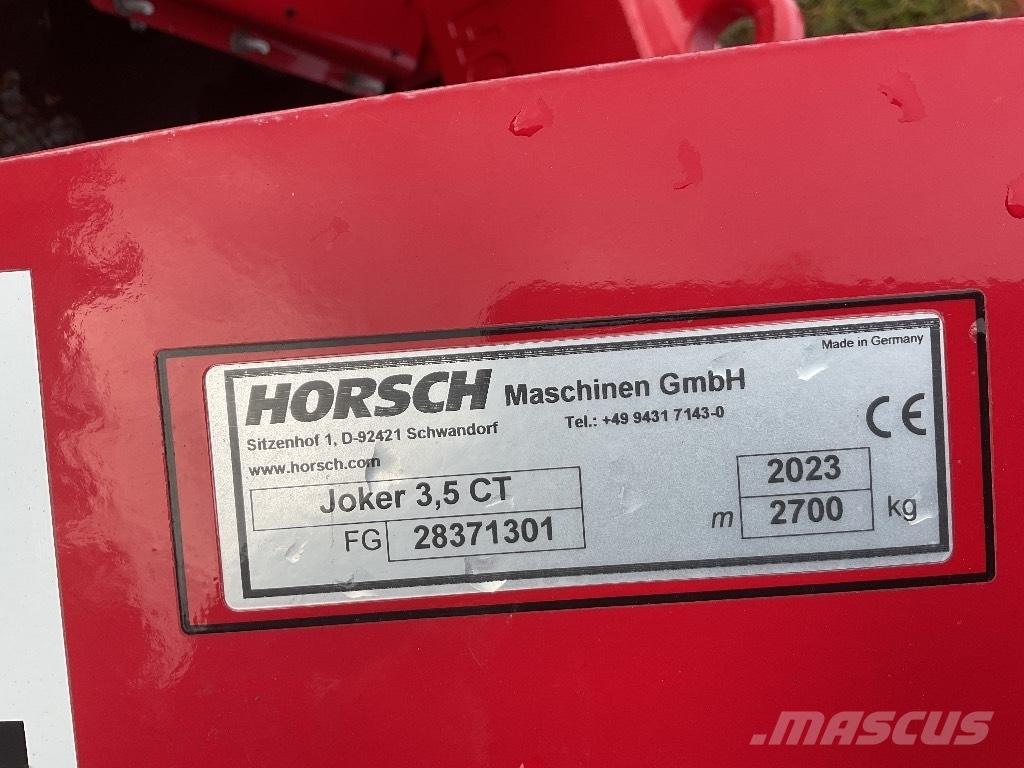 Made in Germany
HORSCH Maschinen GmbH
Sitzenhof 1, D-92421 Schwandorf Tel.: +49 9431 7143-0
CE
www.horsch.com
Joker 3,5 CT 2023
FG 28371301 m 2700 kg
MASCUS